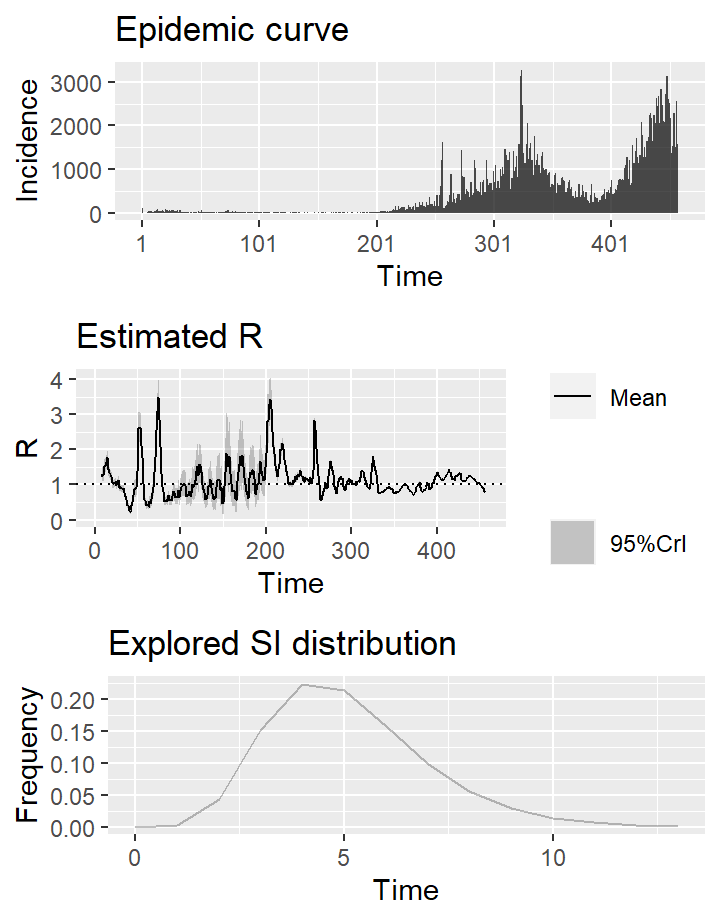 Epidemic curve
3000
2000
1000
0
Incidence
1 101 201 301 401
Time
Estimated R
4
3
2
1
0
R
0 100 200 300 400
Time
Mean
95%CrI
Explored SI distribution
0.20
0.15
0.10
0.05
0.00
Frequency
0 5 10
Time